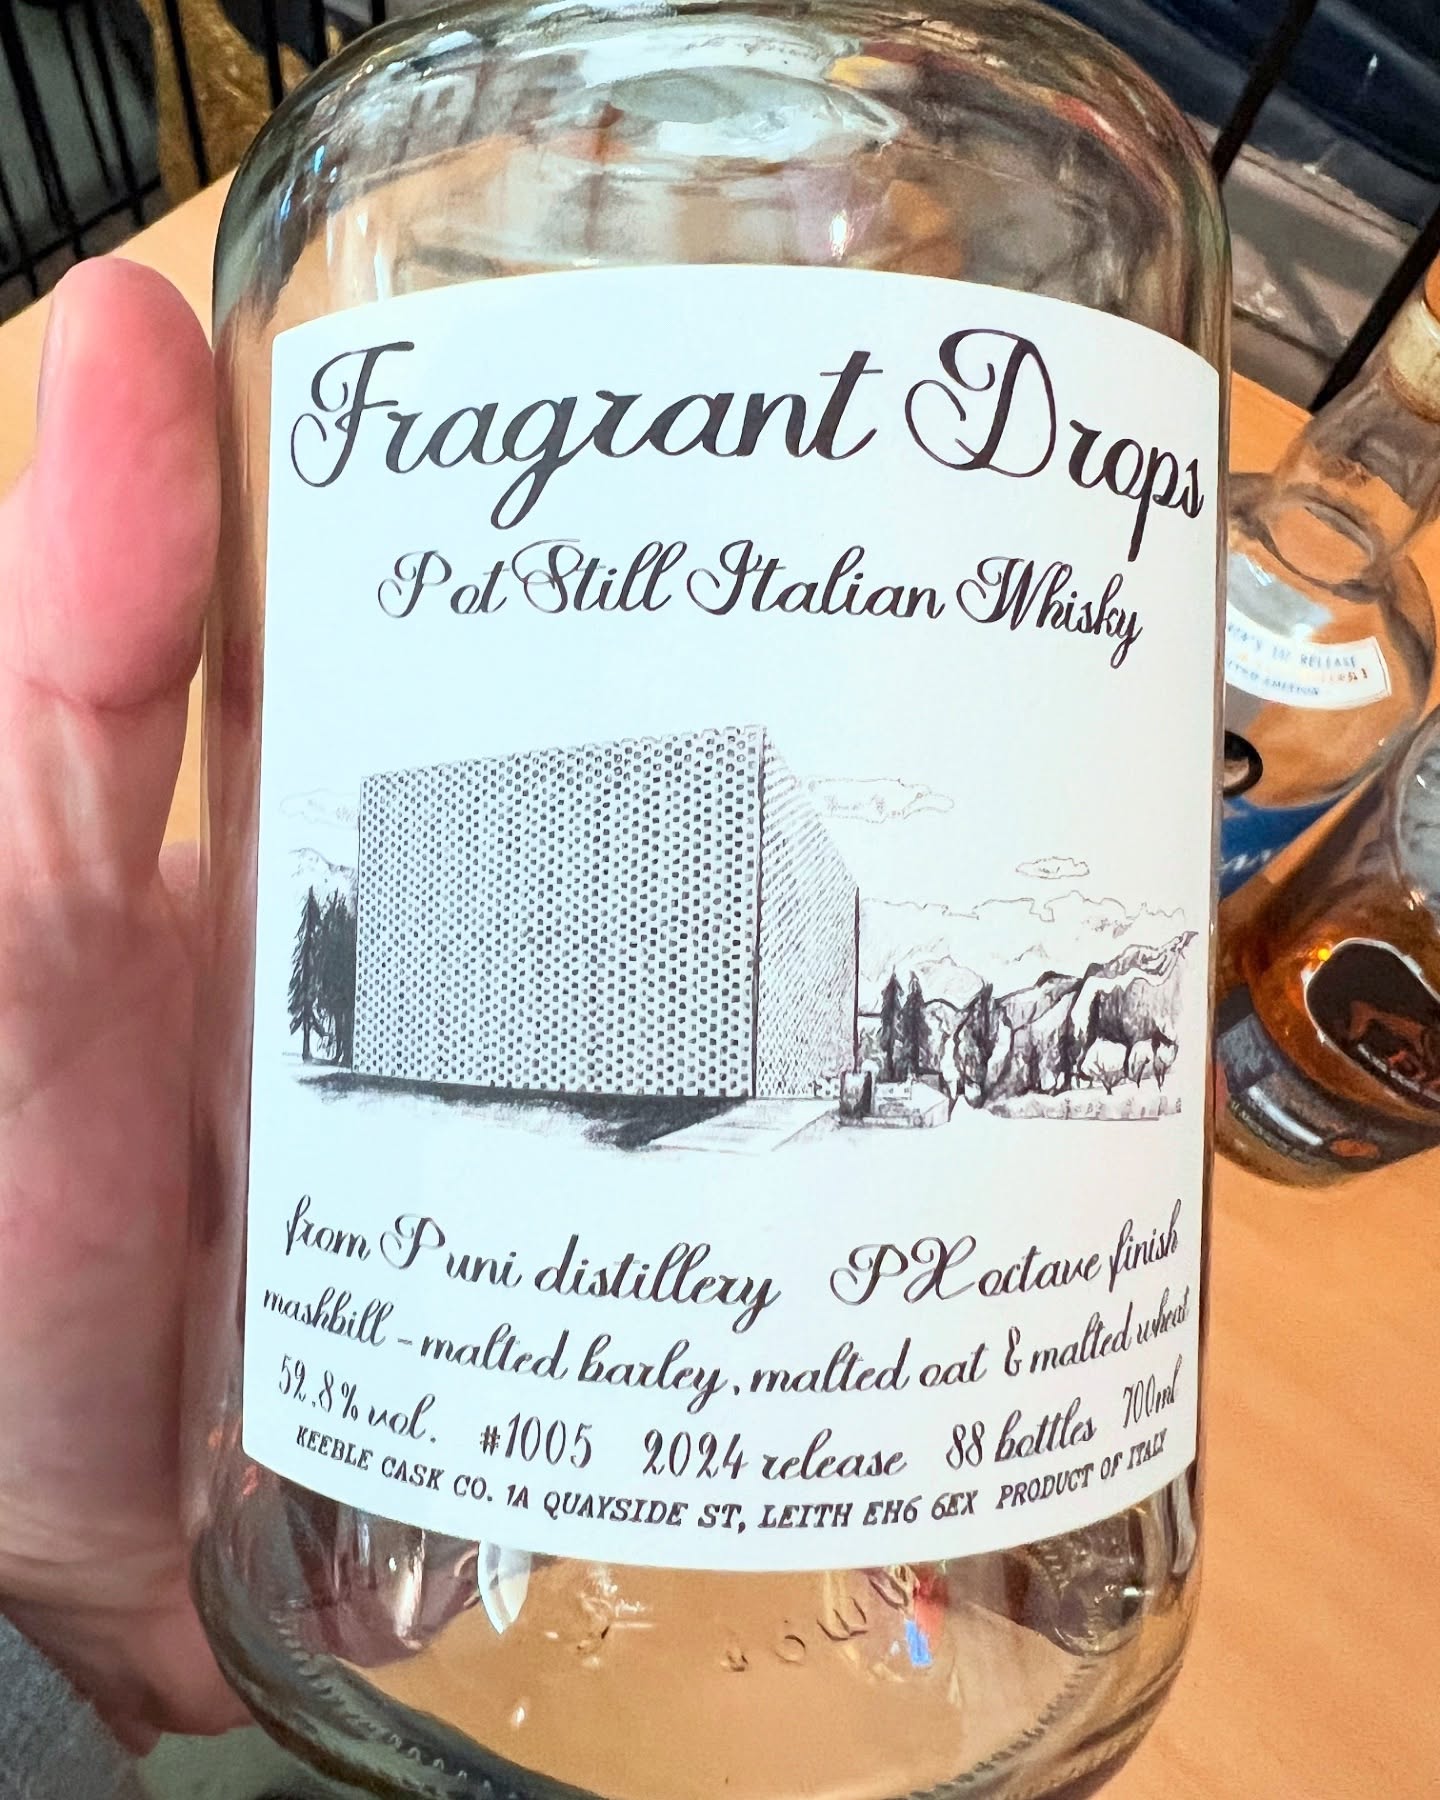 Fragrant Drops
Pot Still Italian Whisky
from Puni distillery PX octave finish
mashbill - malted barley, malted oat & malted wheat
52.8% vol. #1005 2024 release 88 bottles 700ml
KEEBLE CASK CO. 1A QUAYSIDE ST, LEITH EH6 6EX PRODUCT OF ITALY
RELEASE